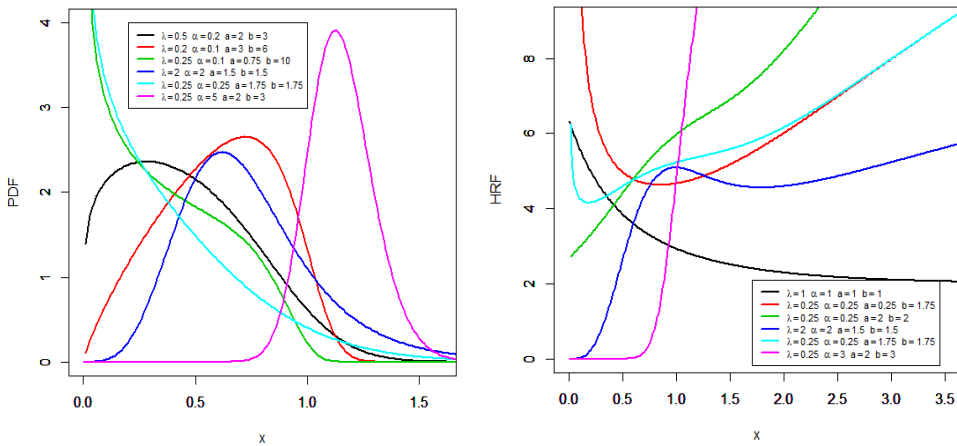 4
3
2
1
0
PDF
λ=0.5 α=0.2 a=2 b=3
λ=0.2 α=0.1 a=3 b=6
λ=0.25 α=0.1 a=0.75 b=10
λ=2 α=2 a=1.5 b=1.5
λ=0.25 α=0.25 a=1.75 b=1.75
λ=0.25 α=5 a=2 b=3
0.0 0.5 1.0 1.5
x
8
6
4
2
0
HRF
λ=1 α=1 a=1 b=1
λ=0.25 α=0.25 a=0.25 b=1.75
λ=0.25 α=0.25 a=2 b=2
λ=2 α=2 a=1.5 b=1.5
λ=0.25 α=0.25 a=1.75 b=1.75
λ=0.25 α=3 a=2 b=3
0.0 0.5 1.0 1.5 2.0 2.5 3.0 3.5
x